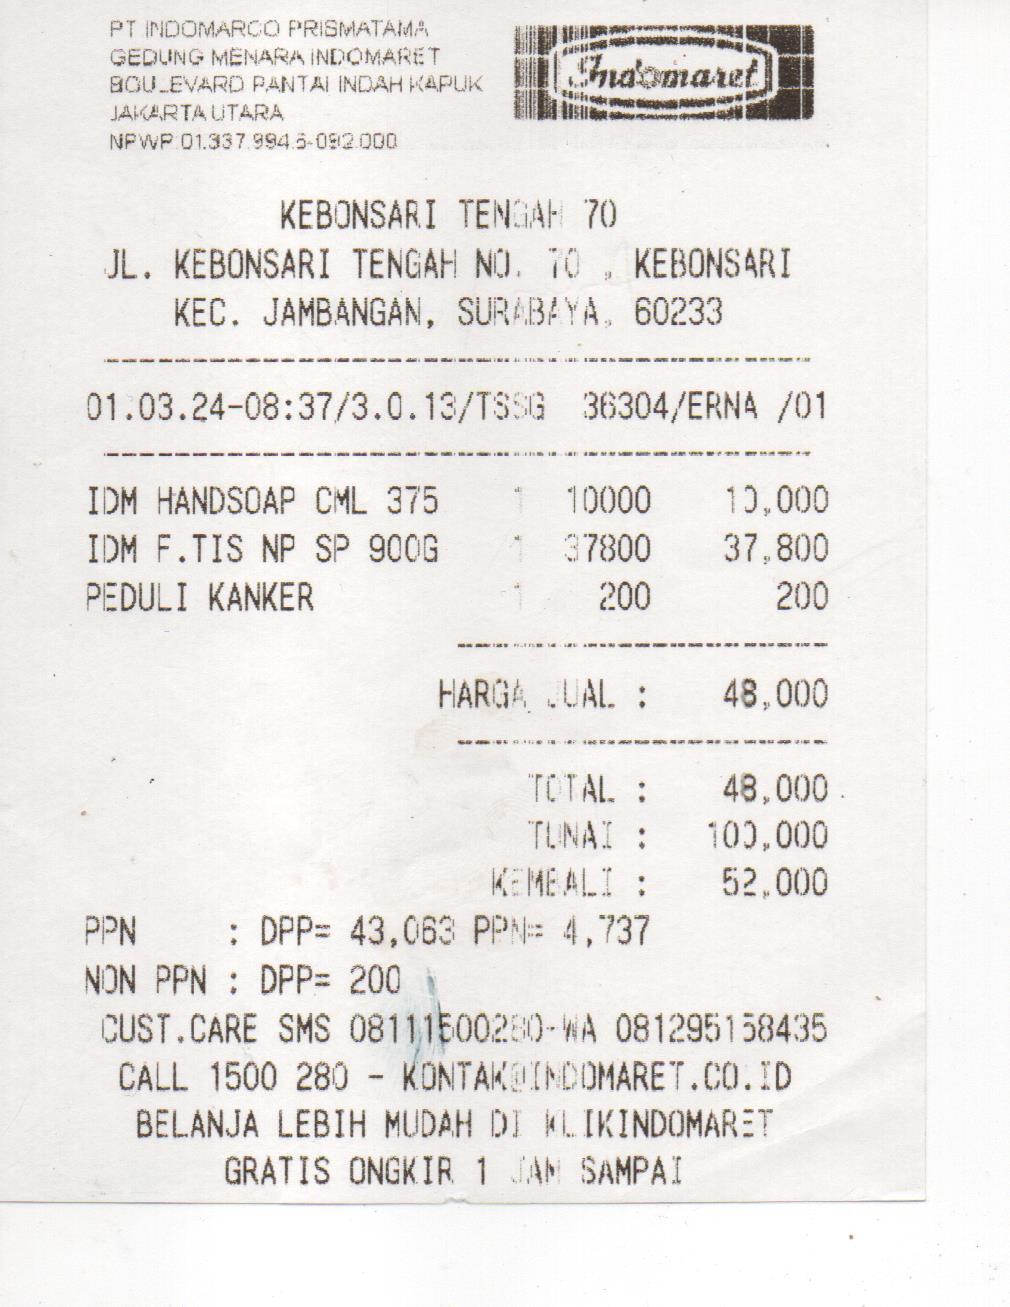 PT INDOMARCO PRISMATAMA
GEDUNG MENARA INDOMARET
BOULEVARD PANTAI INDAH KAPUK
JAKARTA UTARA
NPWP:01.337.994.6-092.000
Indomaret
KEBONSARI TENGAH 70
JL. KEBONSARI TENGAH NO. 70 , KEBONSARI
KEC. JAMBANGAN, SURABAYA, 60233
01.03.24-08:37/3.0.13/TSSG 36304/ERNA /01
IDM HANDSOAP CML 375 1 10000 10,000
IDM F.TIS NP SP 900G 1 37800 37,800
PEDULI KANKER 1 200 200
HARGA JUAL : 48,000
TOTAL : 48,000
TUNAI : 100,000
KEMBALI : 52,000
PPN : DPP= 43,063 PPN= 4,737
NON PPN : DPP= 200
CUST.CARE SMS 08111500280-WA 081295158435
CALL 1500 280 - KONTAK@INDOMARET.CO.ID
BELANJA LEBIH MUDAH DI KLIKINDOMARET
GRATIS ONGKIR 1 JAM SAMPAI